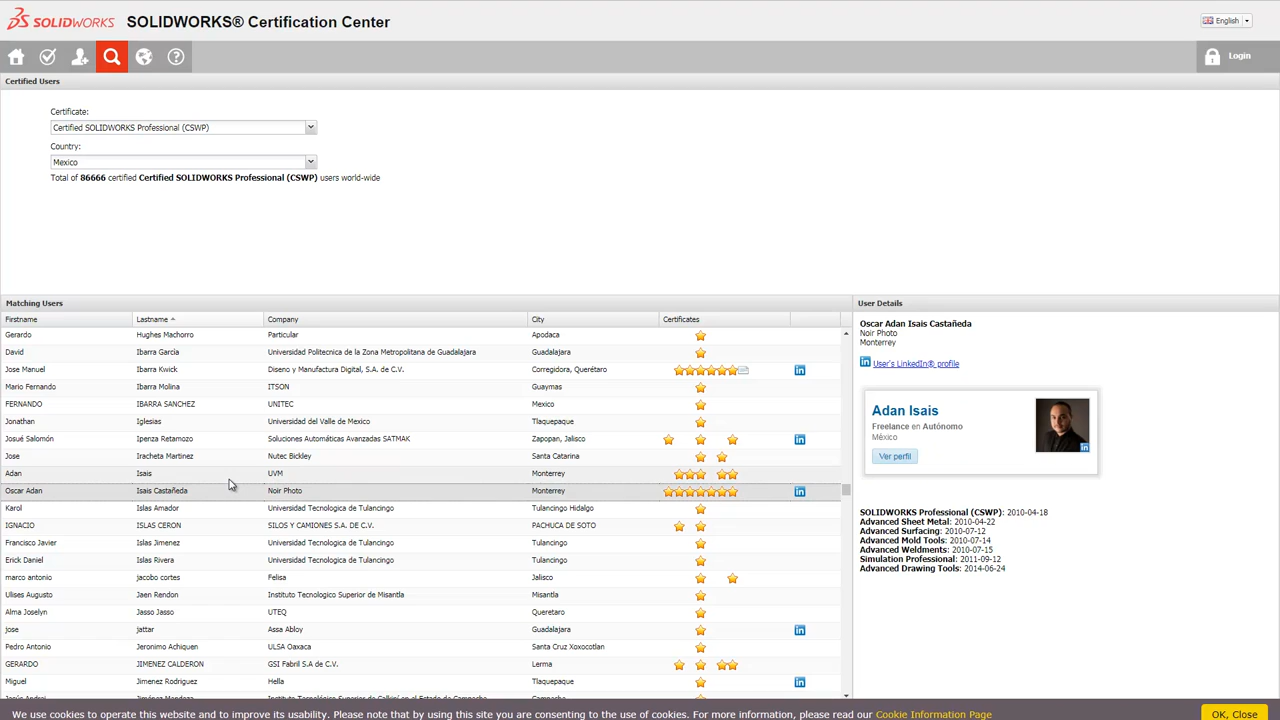 SOLIDWORKS SOLIDWORKS® Certification Center English
Login
Certified Users
Certificate:
Certified SOLIDWORKS Professional (CSWP)
Country:
Mexico
Total of 86666 certified Certified SOLIDWORKS Professional (CSWP) users world-wide
Matching Users
Firstname Lastname Company City Certificates
Gerardo Hughes Machorro Particular Apodaca
David Ibarra García Universidad Politecnica de la Zona Metropolitana de Guadalajara Guadalajara
Jose Manuel Ibarra Kwick Diseno y Manufactura Digital, S.A. de C.V. Corregidora, Querétaro
Mario Fernando Ibarra Molina ITSON Guaymas
FERNANDO IBARRA SANCHEZ UNITEC Mexico
Jonathan Iglesias Universidad del Valle de Mexico Tlaquepaque
Josué Salomón Ipenza Retamozo Soluciones Automáticas Avanzadas SATMAK Zapopan, Jalisco
Jose Iracheta Martinez Nutec Bickley Santa Catarina
Adan Isais UVM Monterrey
Oscar Adan Isais Castañeda Noir Photo Monterrey
Karol Islas Amador Universidad Tecnologica de Tulancingo Tulancingo Hidalgo
IGNACIO ISLAS CERON SILOS Y CAMIONES S.A. DE C.V. PACHUCA DE SOTO
Francisco Javier Islas Jimenez Universidad Tecnologica de Tulancingo Tulancingo
Erick Daniel Islas Rivera Universidad Tecnologica de Tulancingo Tulancingo
marco antonio jacobo cortes Felisa Jalisco
Ulises Augusto Jaen Rendon Instituto Tecnologico Superior de Misantla Misantla
Alma Joselyn Jasso Jasso UTEQ Queretaro
jose jattar Assa Abloy Guadalajara
Pedro Antonio Jeronimo Achiquen ULSA Oaxaca Santa Cruz Xoxocotlan
GERARDO JIMENEZ CALDERON GSI Fabril S.A de C.V. Lerma
Miguel Jimenez Rodriguez Hella Tlaquepaque
User Details
Oscar Adan Isais Castañeda
Noir Photo
Monterrey
in User's LinkedIn® profile
Adan Isais
Freelance en Autónomo
México
Ver perfil
SOLIDWORKS Professional (CSWP): 2010-04-18
Advanced Sheet Metal: 2010-04-22
Advanced Surfacing: 2010-07-12
Advanced Mold Tools: 2010-07-14
Advanced Weldments: 2010-07-15
Simulation Professional: 2011-09-12
Advanced Drawing Tools: 2014-06-24
We use cookies to operate this website and to improve its usability. Please note that by using this site you are consenting to the use of cookies. For more information, please read our Cookie Information Page OK, Close